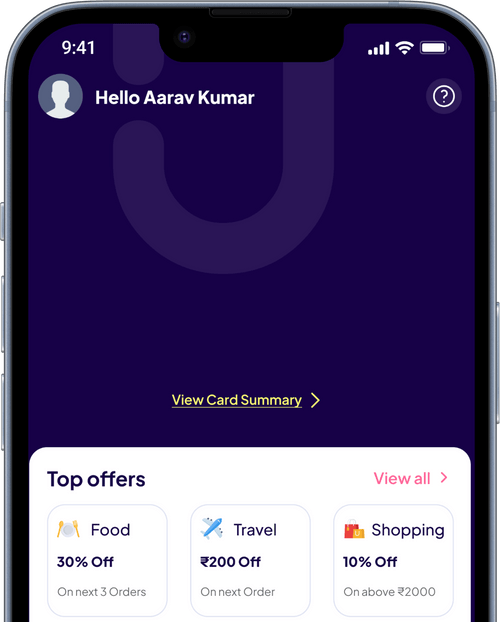 9:41
Hello Aarav Kumar
View Card Summary
Top offers View all
Food Travel Shopping
30% Off ₹200 Off 10% Off
On next 3 Orders On next Order On above ₹2000